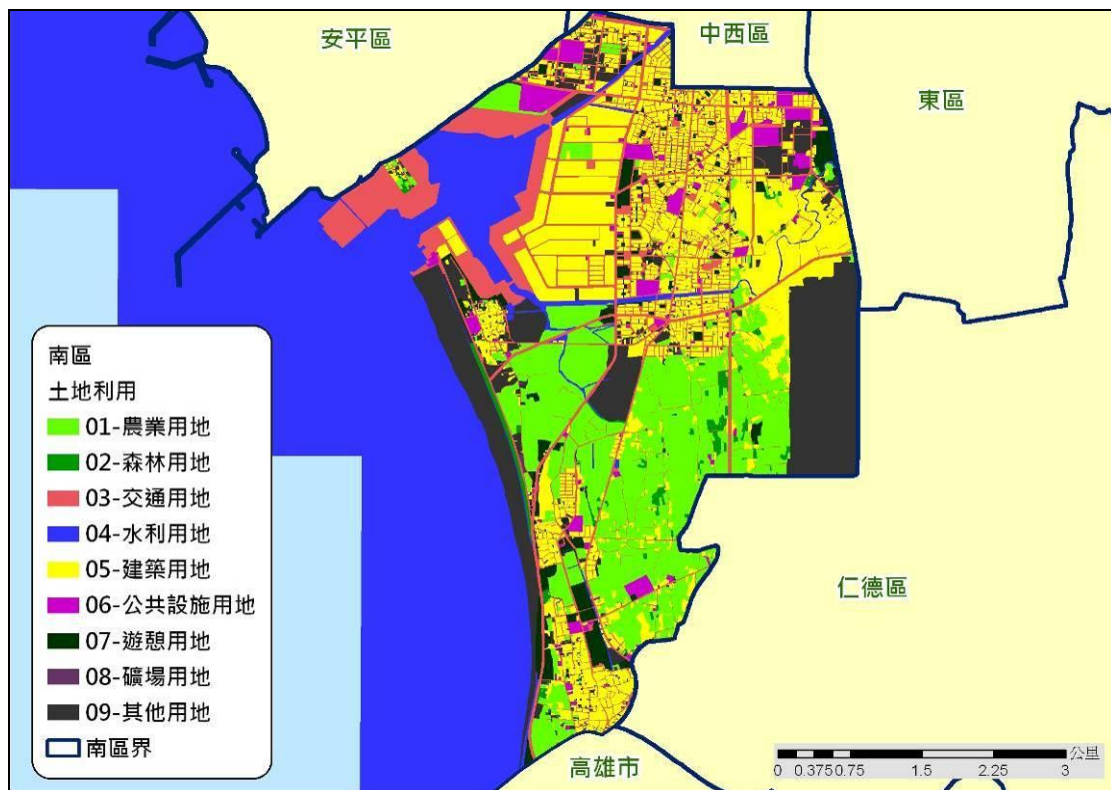 安平區
中西區
東區
南區
土地利用
01-農業用地
02-森林用地
03-交通用地
04-水利用地
05-建築用地
06-公共設施用地
07-遊憩用地
08-礦場用地
09-其他用地
南區界
仁德區
高雄市
公里
0 0.375 0.75 1.5 2.25 3